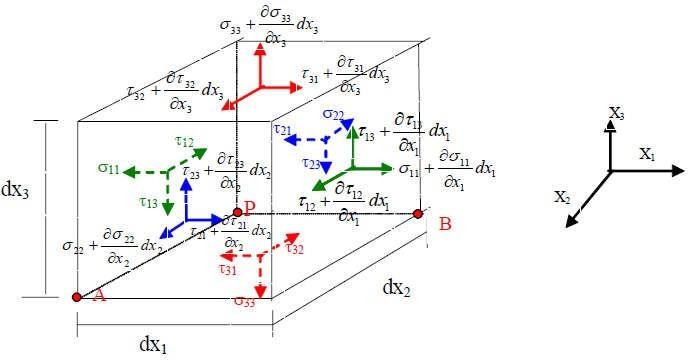 σ₃₃ + ∂σ₃₃/∂x₃ dx₃
τ₃₂ + ∂τ₃₂/∂x₃ dx₃
τ₃₁ + ∂τ₃₁/∂x₃ dx₃
X₃
τ₁₂
τ₂₁
σ₂₂
τ₁₃ + ∂τ₁₃/∂x₁ dx₁
X₁
σ₁₁
τ₂₃ + ∂τ₂₃/∂x₂ dx₂
τ₂₃
σ₁₁ + ∂σ₁₁/∂x₁ dx₁
dx₃
X₂
τ₁₃
τ₁₂ + ∂τ₁₂/∂x₁ dx₁
P
B
σ₂₂ + ∂σ₂₂/∂x₂ dx₂
τ₂₁ + ∂τ₂₁/∂x₂ dx₂
τ₃₂
τ₃₁
A
σ₃₃
dx₂
dx₁